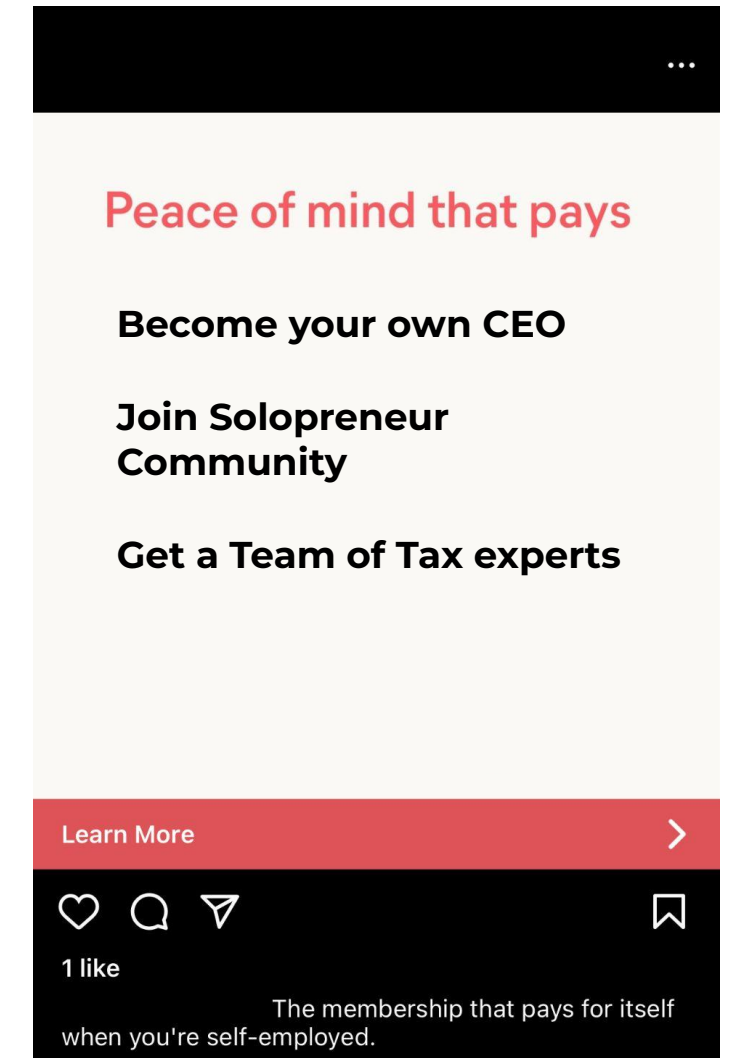 Peace of mind that pays
Become your own CEO
Join Solopreneur
Community
Get a Team of Tax experts
Learn More
1 like
The membership that pays for itself
when you're self-employed.